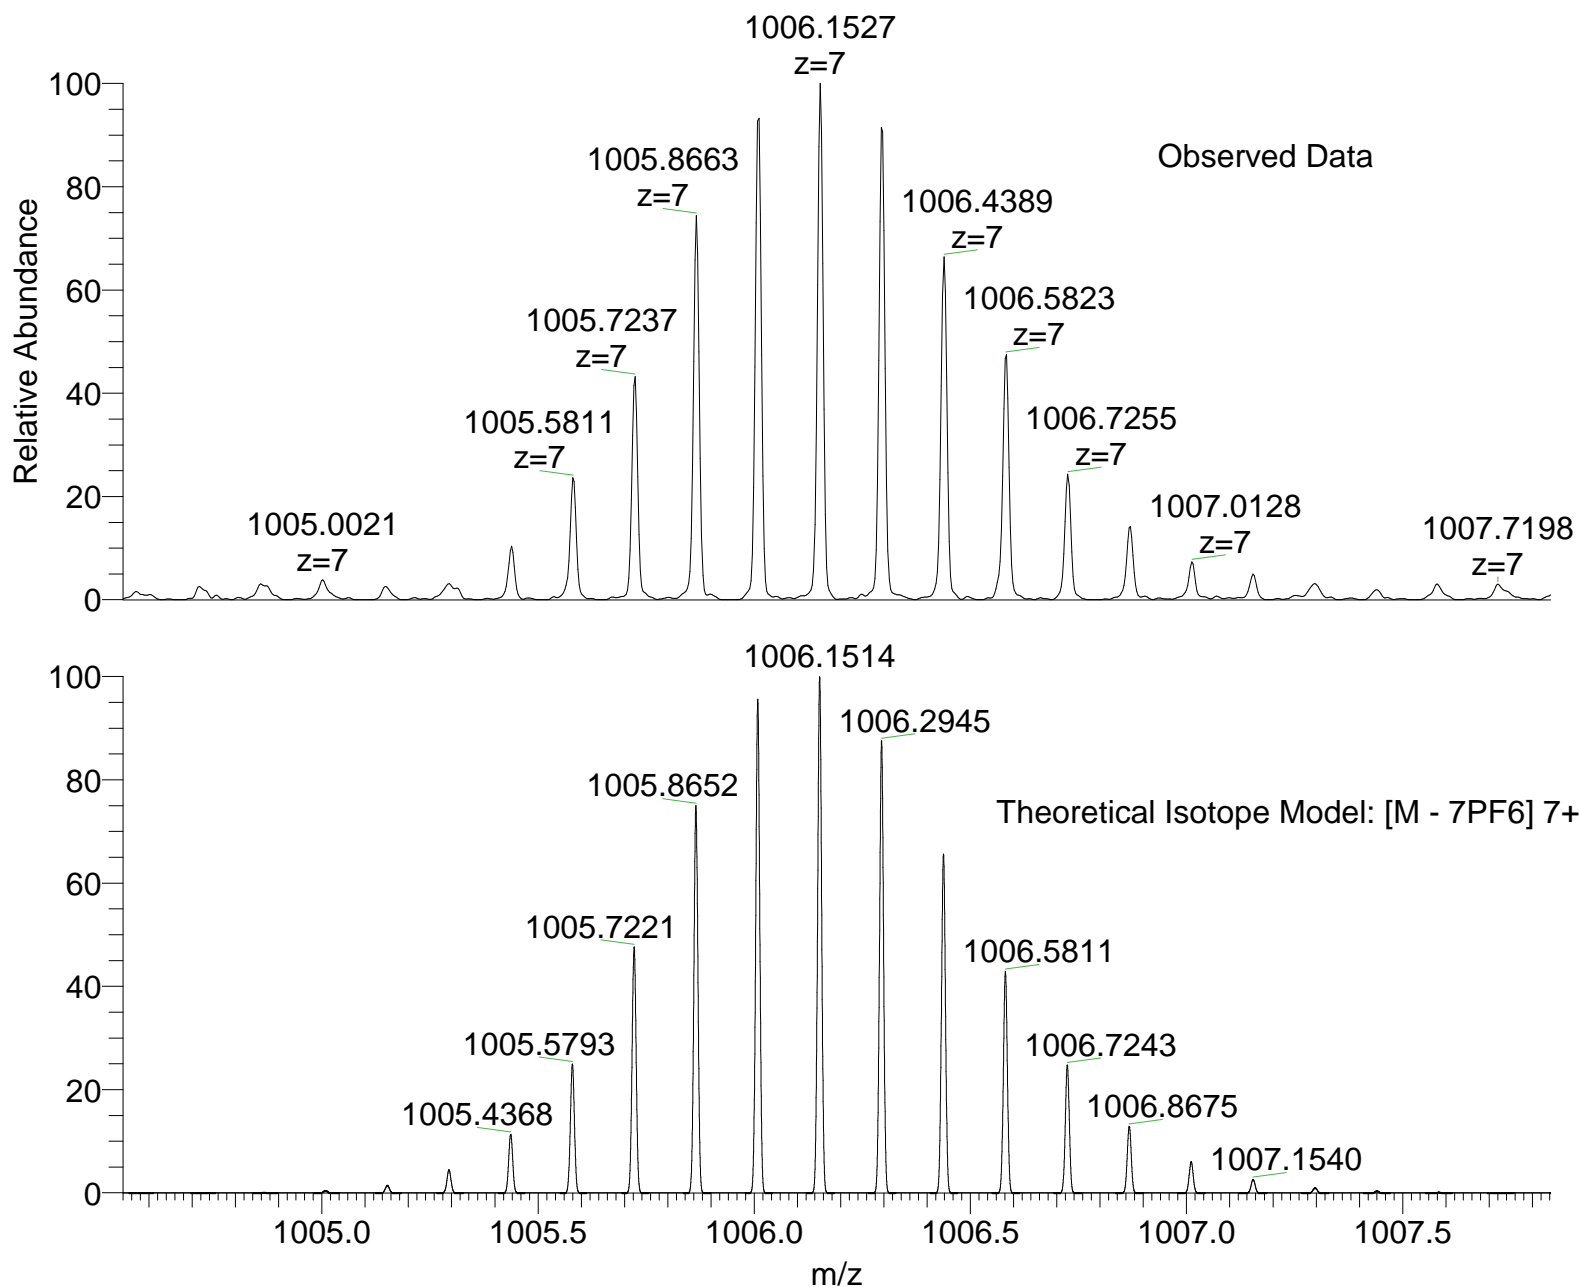 1006.1527
z=7
100
1005.8663
z=7
Observed Data
80
1006.4389
z=7
Relative Abundance
60
1006.5823
z=7
1005.7237
z=7
40
1005.5811
z=7
1006.7255
z=7
20
1005.0021
z=7
1007.0128
z=7
1007.7198
z=7
0
1006.1514
100
1006.2945
80
1005.8652
Theoretical Isotope Model: [M - 7PF6] 7+
60
1005.7221
1006.5811
40
1005.5793
1006.7243
20
1005.4368
1006.8675
1007.1540
0
1005.0 1005.5 1006.0 1006.5 1007.0 1007.5
m/z